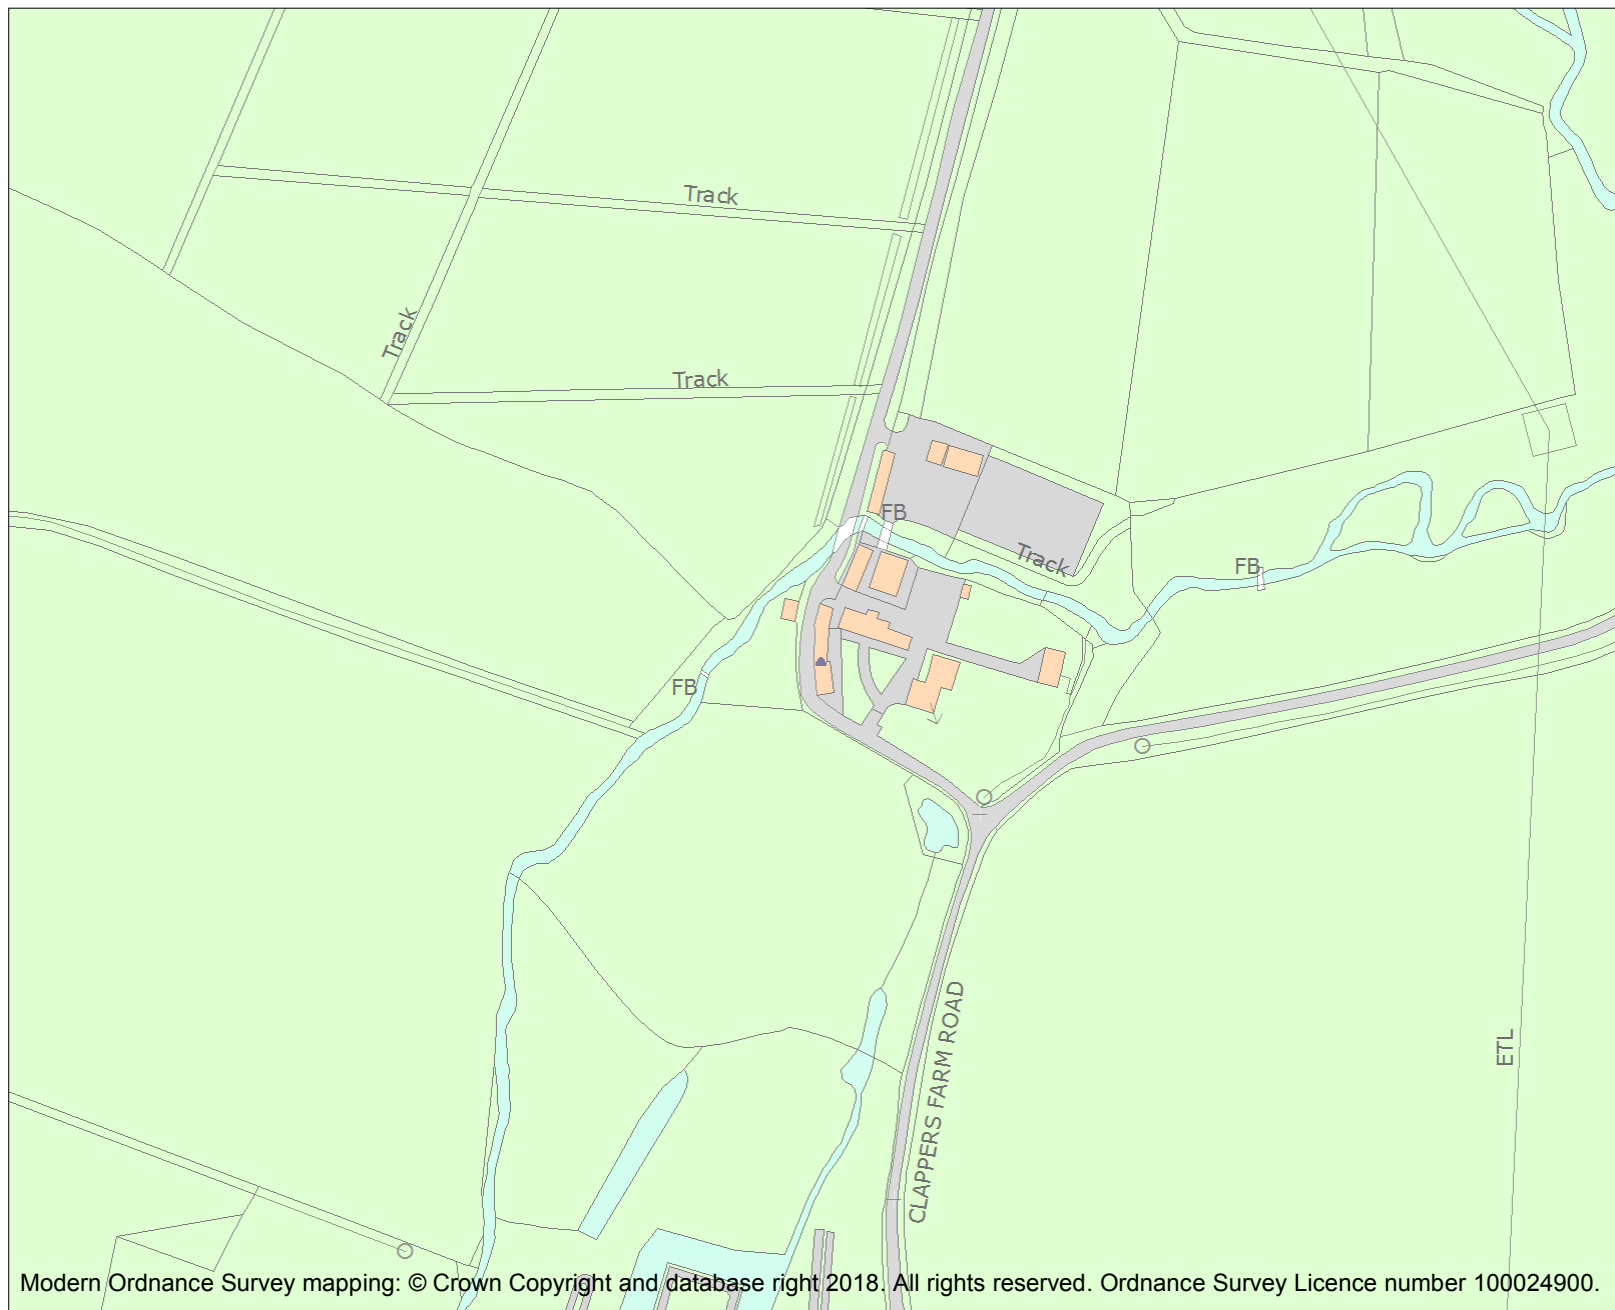 Track
Track
Track
FB
Track
FB
FB
CLAPPERS FARM ROAD
ETL
Modern Ordnance Survey mapping: © Crown Copyright and database right 2018. All rights reserved. Ordnance Survey Licence number 100024900.